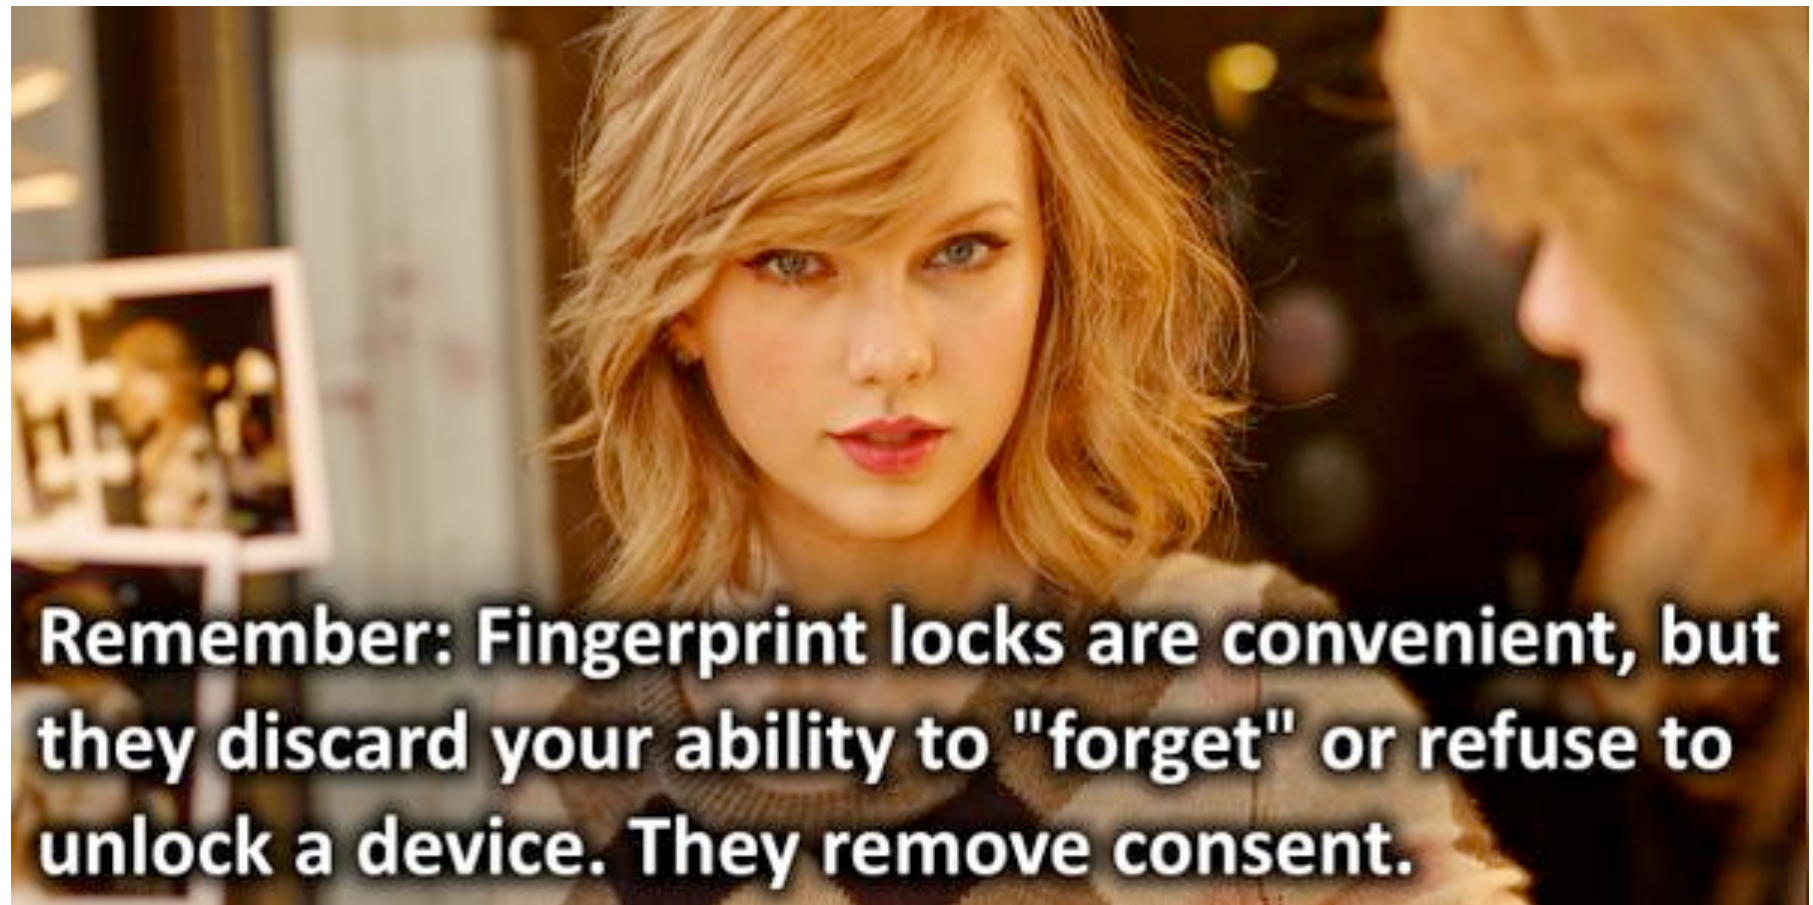 Remember: Fingerprint locks are convenient, but
they discard your ability to "forget" or refuse to
unlock a device. They remove consent.